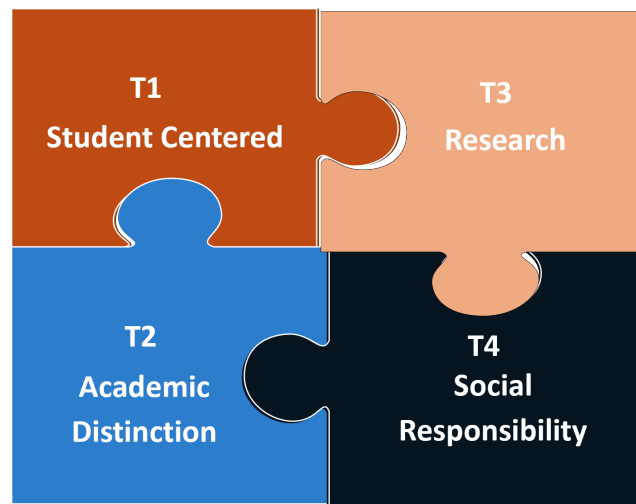 T1
Student Centered
T3
Research
T2
Academic
Distinction
T4
Social
Responsibility